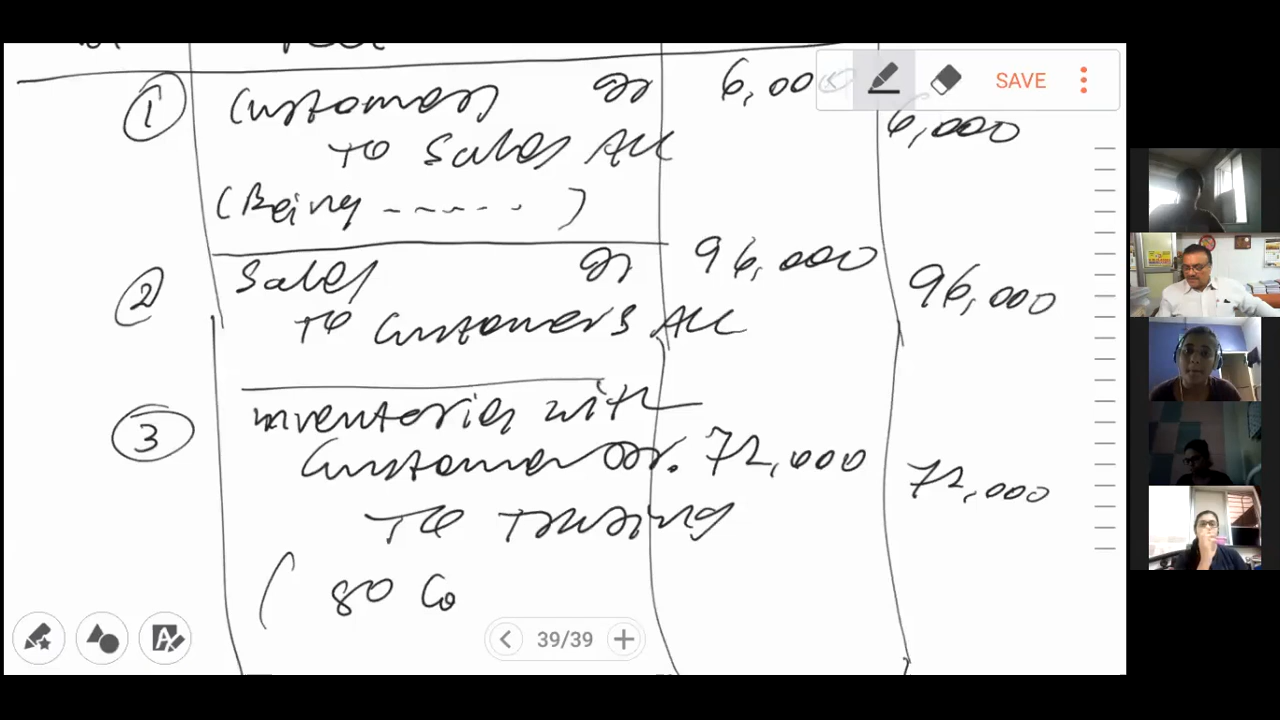 SAVE
① Customers Dr 6,000
To Sales A/c 6,000
(Being ------ )
② Sales Dr 96,000
To Customers A/c 96,000
③ inventories with
Customer Dr. 72,000
To Trading 72,000
( 80 Co
39/39